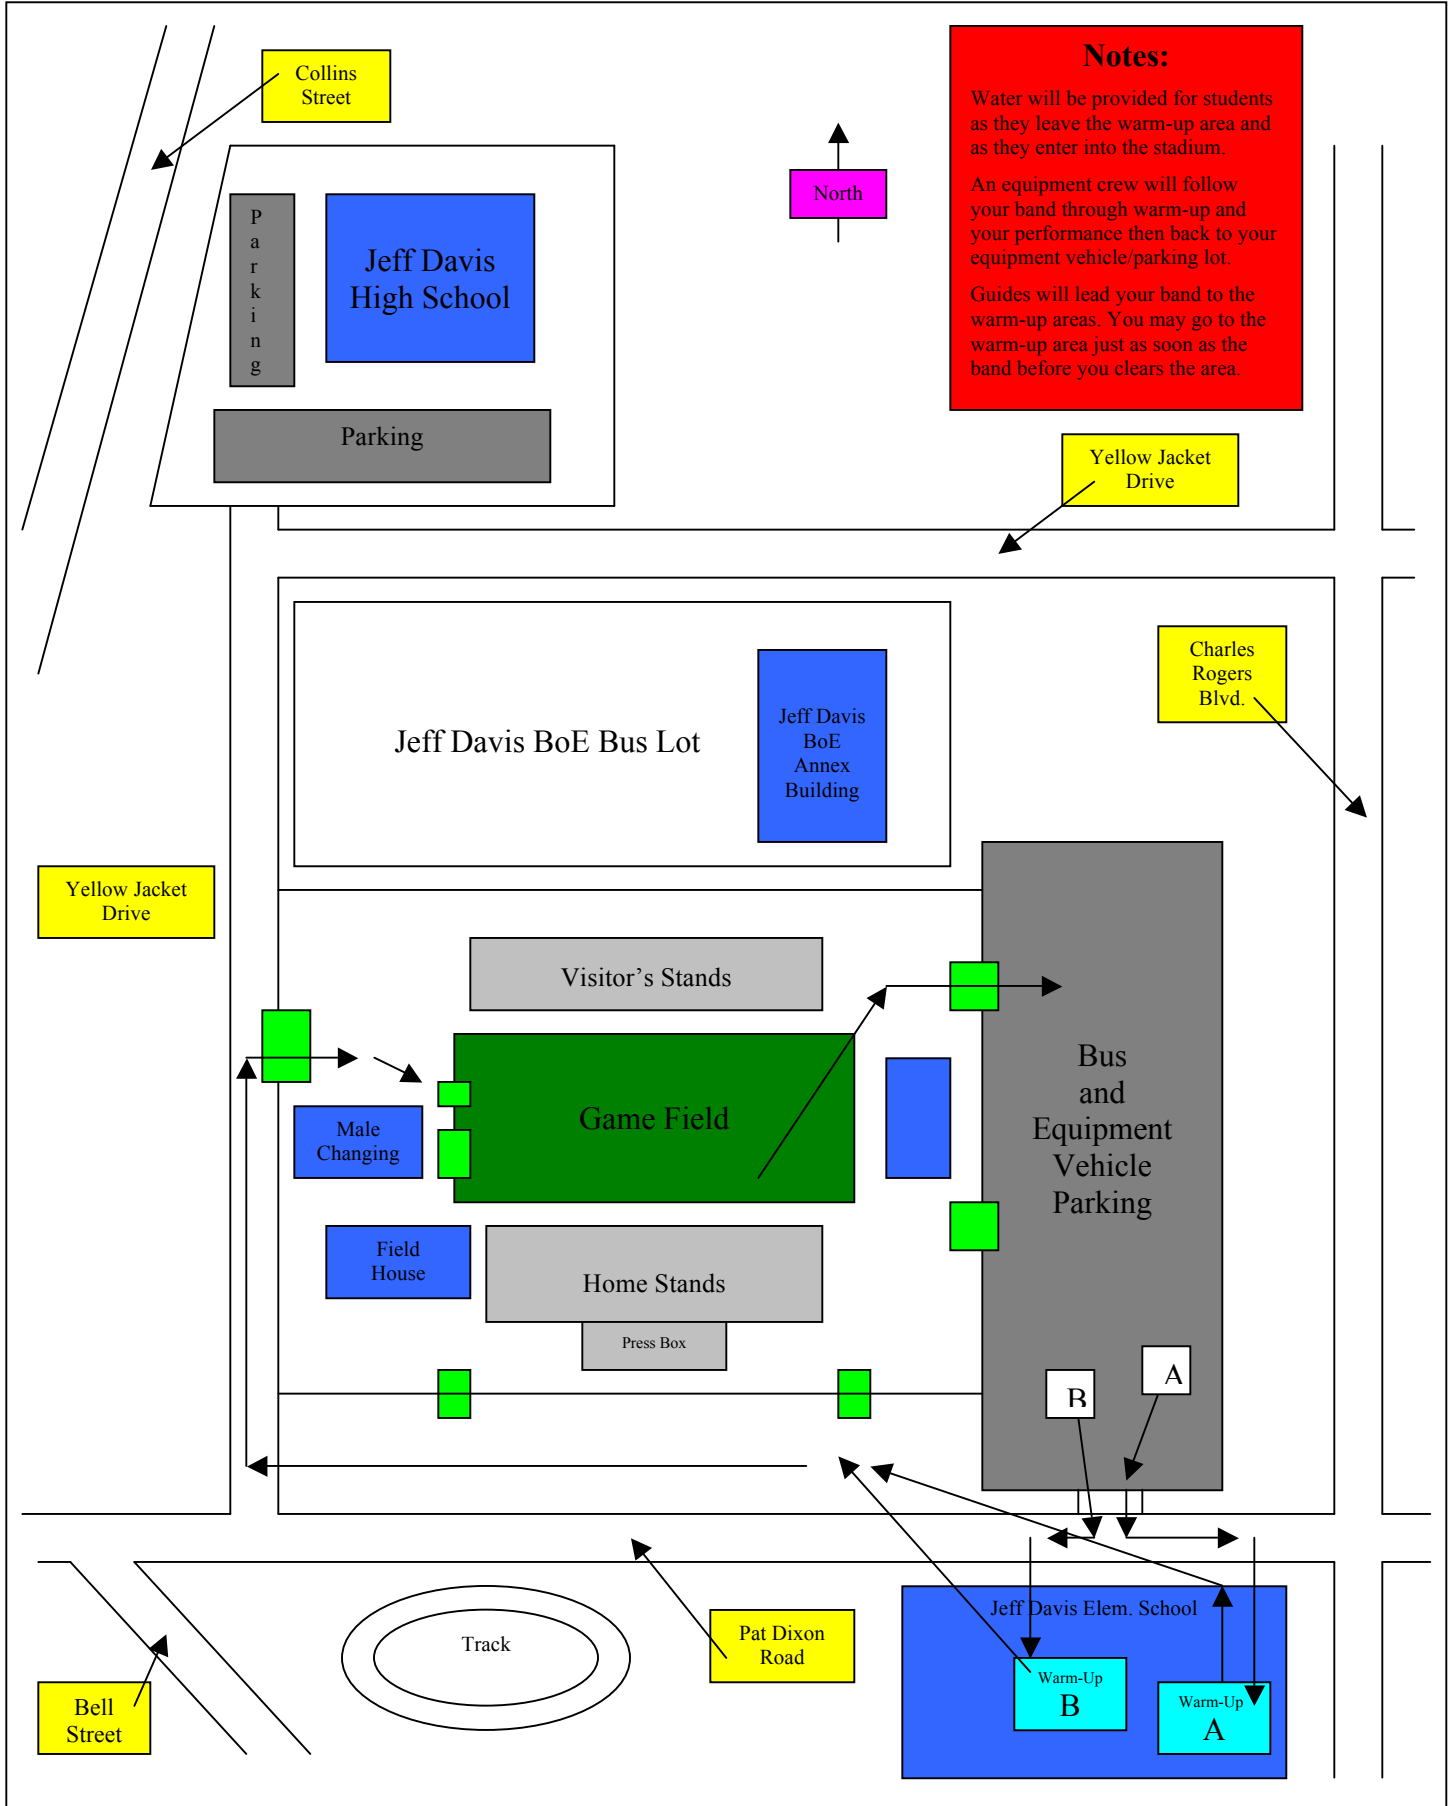 Collins
Street
Notes:
Water will be provided for students
as they leave the warm-up area and
as they enter into the stadium.
An equipment crew will follow
your band through warm-up and
your performance then back to your
equipment vehicle/parking lot.
Guides will lead your band to the
warm-up areas. You may go to the
warm-up area just as soon as the
band before you clears the area.
North
P
a
r
k
i
n
g
Jeff Davis
High School
Parking
Yellow Jacket
Drive
Charles
Rogers
Blvd.
Jeff Davis BoE Bus Lot
Jeff Davis
BoE
Annex
Building
Yellow Jacket
Drive
Visitor's Stands
Game Field
Male
Changing
Bus
and
Equipment
Vehicle
Parking
Field
House
Home Stands
Press Box
A
B
Jeff Davis Elem. School
Track
Pat Dixon
Road
Warm-Up
B
Warm-Up
A
Bell
Street